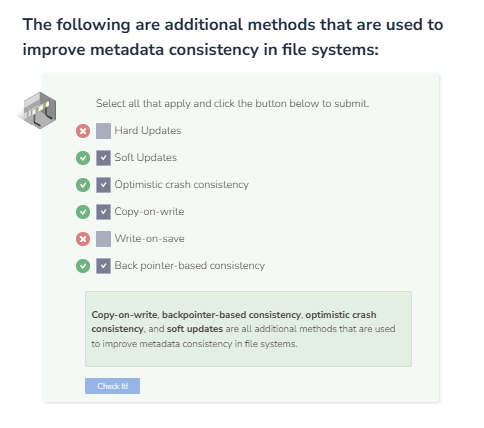 The following are additional methods that are used to
improve metadata consistency in file systems:
Select all that apply and click the button below to submit.
Hard Updates
Soft Updates
Optimistic crash consistency
Copy-on-write
Write-on-save
Back pointer-based consistency
Copy-on-write, backpointer-based consistency, optimistic crash
consistency, and soft updates are all additional methods that are used
to improve metadata consistency in file systems.
Check It!